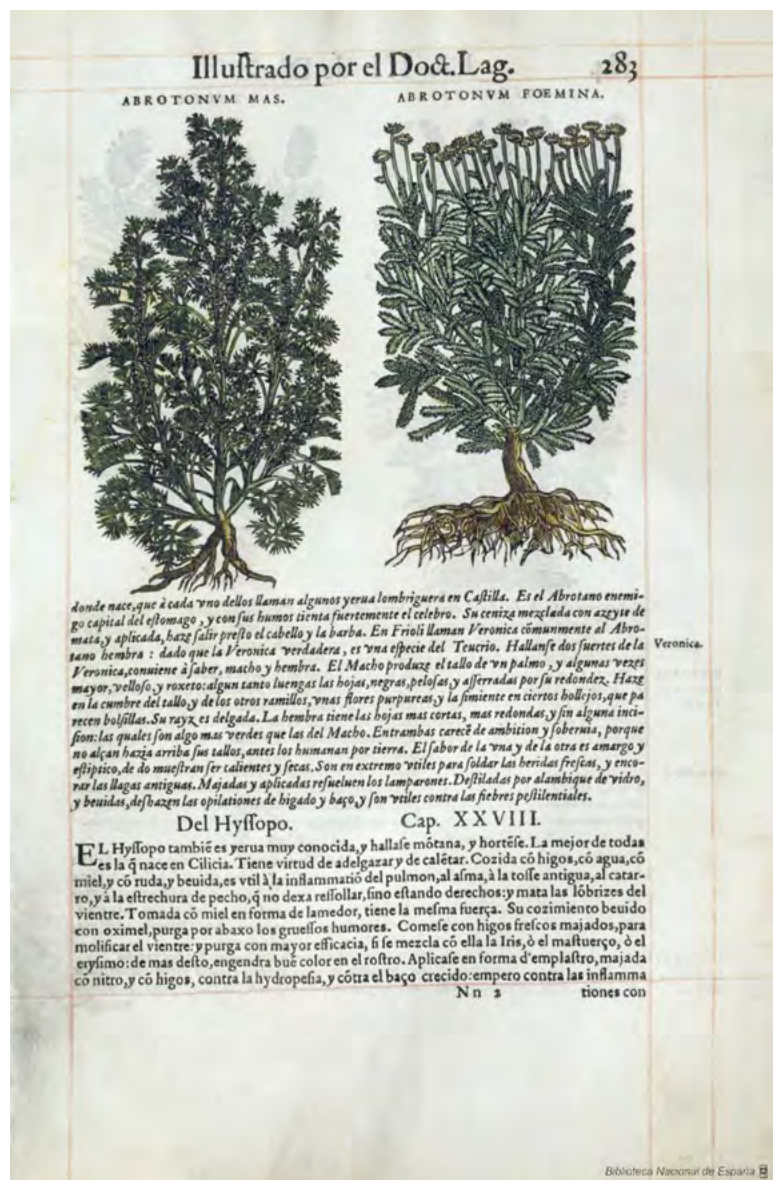 Illuſtrado por el Doct. Lag. 283
ABROTONVM MAS.
ABROTONVM FOEMINA.
donde nace, que à cada vno dellos llaman algunos yerua lombriguera en Caſtilla. Es el Abrotano enemi-
go capital del eſtomago, y con ſus humos tienta fuertemente el celebro. Su ceniza mezclada con azeyte de
mata, y aplicada, haze ſalir preſto el cabello y la barba. En Frioli llaman Veronica cõmunmente al Abro-
tano hembra : dado que la Veronica verdadera, es vna eſpecie del Teucrio. Hallanſe dos ſuertes de la
Veronica.
Veronica, conuiene à ſaber, macho y hembra. El Macho produze el tallo de vn palmo, y algunas vezes
mayor, velloſo, y roxeto: algun tanto luengas las hojas, negras, peloſas, y aſſerradas por ſu redondez. Haze
en la cumbre del tallo, y de los otros ramillos, vnas flores purpureas, y la ſimiente en ciertos hollejos, que pa
recen bolſillas. Su rayz es delgada. La hembra tiene las hojas mas cortas, mas redondas, y ſin alguna inci-
ſion: las quales ſon algo mas verdes que las del Macho. Entrambas carecẽ de ambition y ſoberuia, porque
no alçan hazia arriba ſus tallos, antes los humanan por tierra. El ſabor de la vna y de la otra es amargo, y
eſtiptico, de do mueſtran ſer calientes y ſecas. Son en extremo vtiles para ſoldar las heridas freſcas, y enco-
rar las llagas antiguas. Majadas y aplicadas reſueluen los lamparones. Deſtiladas por alambique de vidro,
y beuidas, deſhazen las opilationes de higado y baço, y ſon vtiles contra las fiebres peſtilentiales.
Del Hyſſopo. Cap. XXVIII.
EL Hyſſopo tambiẽ es yerua muy conocida, y hallaſe mõtana, y hortẽſe. La mejor de todas
es la q̃ nace en Cilicia. Tiene virtud de adelgazar y de calẽtar. Cozida cõ higos, cõ agua, cõ
miel, y cõ ruda, y beuida, es vtil à la inflammatiõ del pulmon, al aſma, à la toſſe antigua, al catar-
ro, y à la eſtrechura de pecho, q̃ no dexa reſſollar, ſino eſtando derechos: y mata las lõbrizes del
vientre. Tomada cõ miel en forma de lamedor, tiene la meſma fuerça. Su cozimiento beuido
con oximel, purga por abaxo los grueſſos humores. Comeſe con higos freſcos majados, para
molificar el vientre: y purga con mayor efficacia, ſi ſe mezcla cõ ella la Iris, ò el maſtuerço, ò el
eryſimo: de mas deſto, engendra buẽ color en el roſtro. Aplicaſe en forma d'emplaſtro, majada
cõ nitro, y cõ higos, contra la hydropeſia, y cõtra el baço crecido: empero contra las inflamma
Nn 2 tiones con
Biblioteca Nacional de España